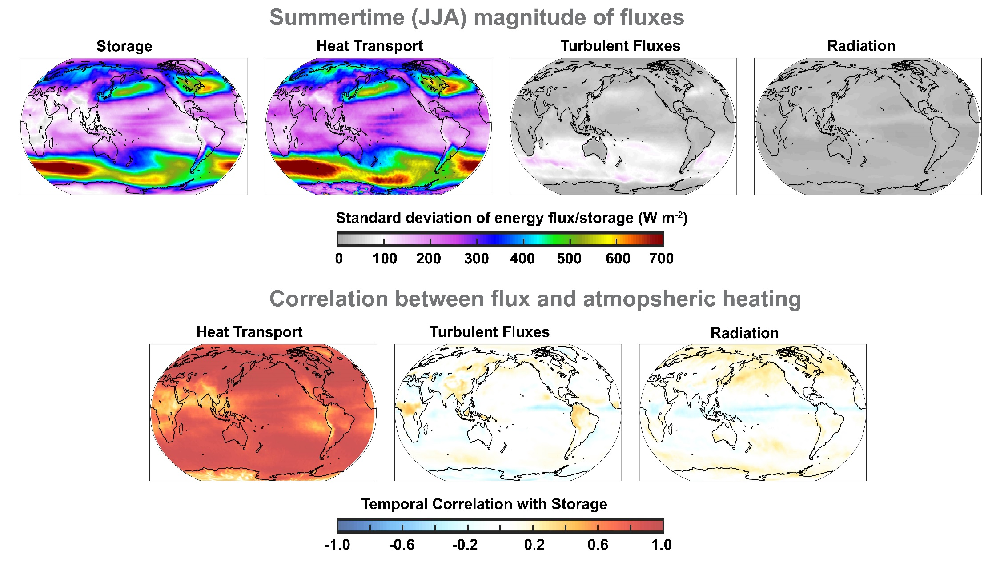 Summertime (JJA) magnitude of fluxes
Storage
Heat Transport
Turbulent Fluxes
Radiation
Standard deviation of energy flux/storage (W m-2)
0 100 200 300 400 500 600 700
Correlation between flux and atmopsheric heating
Heat Transport
Turbulent Fluxes
Radiation
Temporal Correlation with Storage
-1.0 -0.6 -0.2 0.2 0.6 1.0